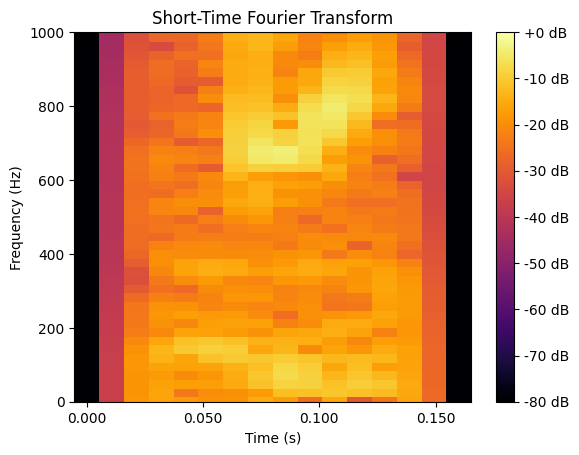 Short-Time Fourier Transform
1000
800
600
400
200
0
Frequency (Hz)
0.000
0.050
0.100
0.150
Time (s)
+0 dB
-10 dB
-20 dB
-30 dB
-40 dB
-50 dB
-60 dB
-70 dB
-80 dB